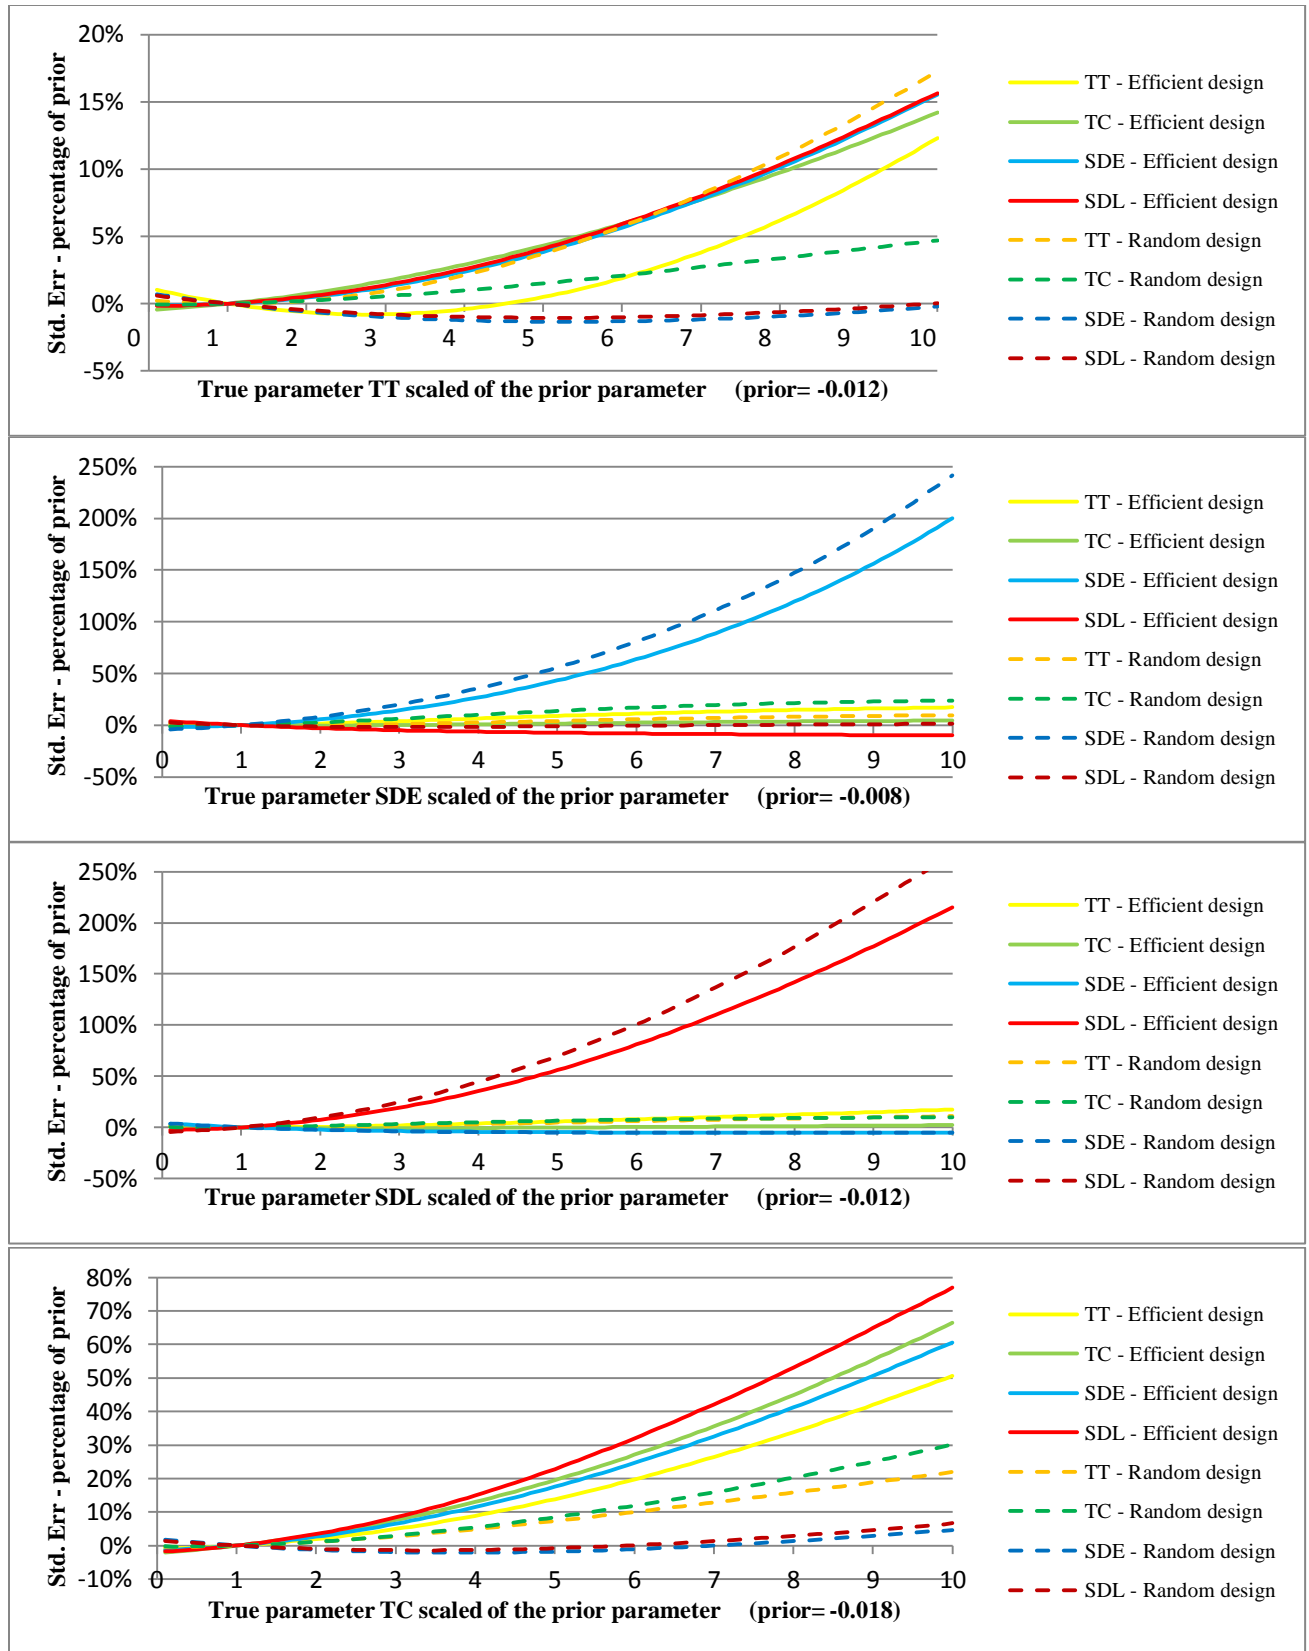 Std. Err - percentage of prior
20%
15%
10%
5%
0%
-5%
0 1 2 3 4 5 6 7 8 9 10
True parameter TT scaled of the prior parameter (prior= -0.012)
TT - Efficient design
TC - Efficient design
SDE - Efficient design
SDL - Efficient design
TT - Random design
TC - Random design
SDE - Random design
SDL - Random design
Std. Err - percentage of prior
250%
200%
150%
100%
50%
0%
-50%
0 1 2 3 4 5 6 7 8 9 10
True parameter SDE scaled of the prior parameter (prior= -0.008)
TT - Efficient design
TC - Efficient design
SDE - Efficient design
SDL - Efficient design
TT - Random design
TC - Random design
SDE - Random design
SDL - Random design
Std. Err - percentage of prior
250%
200%
150%
100%
50%
0%
-50%
0 1 2 3 4 5 6 7 8 9 10
True parameter SDL scaled of the prior parameter (prior= -0.012)
TT - Efficient design
TC - Efficient design
SDE - Efficient design
SDL - Efficient design
TT - Random design
TC - Random design
SDE - Random design
SDL - Random design
Std. Err - percentage of prior
80%
70%
60%
50%
40%
30%
20%
10%
0%
-10%
0 1 2 3 4 5 6 7 8 9 10
True parameter TC scaled of the prior parameter (prior= -0.018)
TT - Efficient design
TC - Efficient design
SDE - Efficient design
SDL - Efficient design
TT - Random design
TC - Random design
SDE - Random design
SDL - Random design